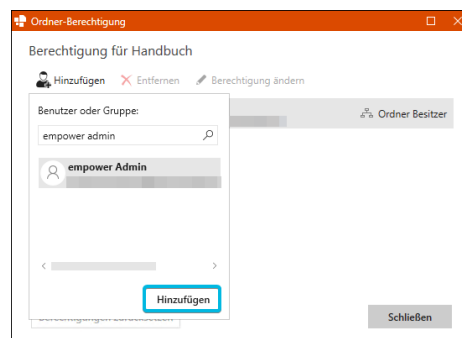 Ordner-Berechtigung
Berechtigung für Handbuch
Hinzufügen Entfernen Berechtigung ändern
Benutzer oder Gruppe:
Ordner Besitzer
empower admin
empower Admin
Hinzufügen
Schließen